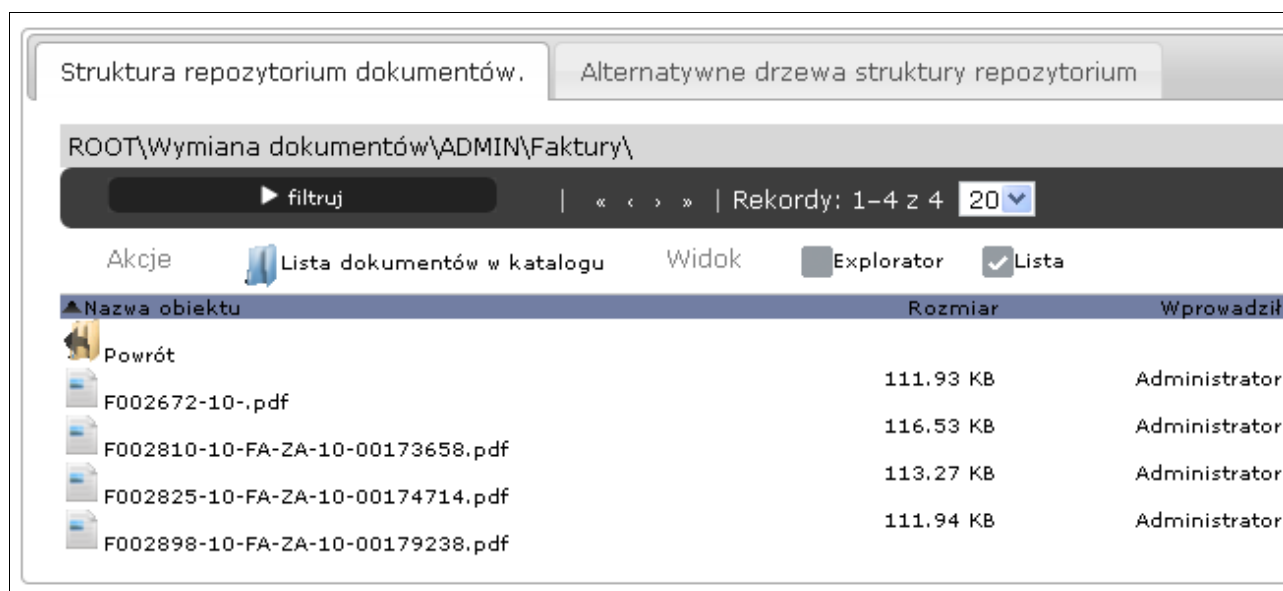 Struktura repozytorium dokumentów. Alternatywne drzewa struktury repozytorium
ROOT\Wymiana dokumentów\ADMIN\Faktury\
filtruj | « ‹ › » | Rekordy: 1-4 z 4 20
Akcje Lista dokumentów w katalogu Widok Explorator Lista
Nazwa obiektu Rozmiar Wprowadził
Powrót
F002672-10-.pdf 111.93 KB Administrator
F002810-10-FA-ZA-10-00173658.pdf 116.53 KB Administrator
F002825-10-FA-ZA-10-00174714.pdf 113.27 KB Administrator
F002898-10-FA-ZA-10-00179238.pdf 111.94 KB Administrator